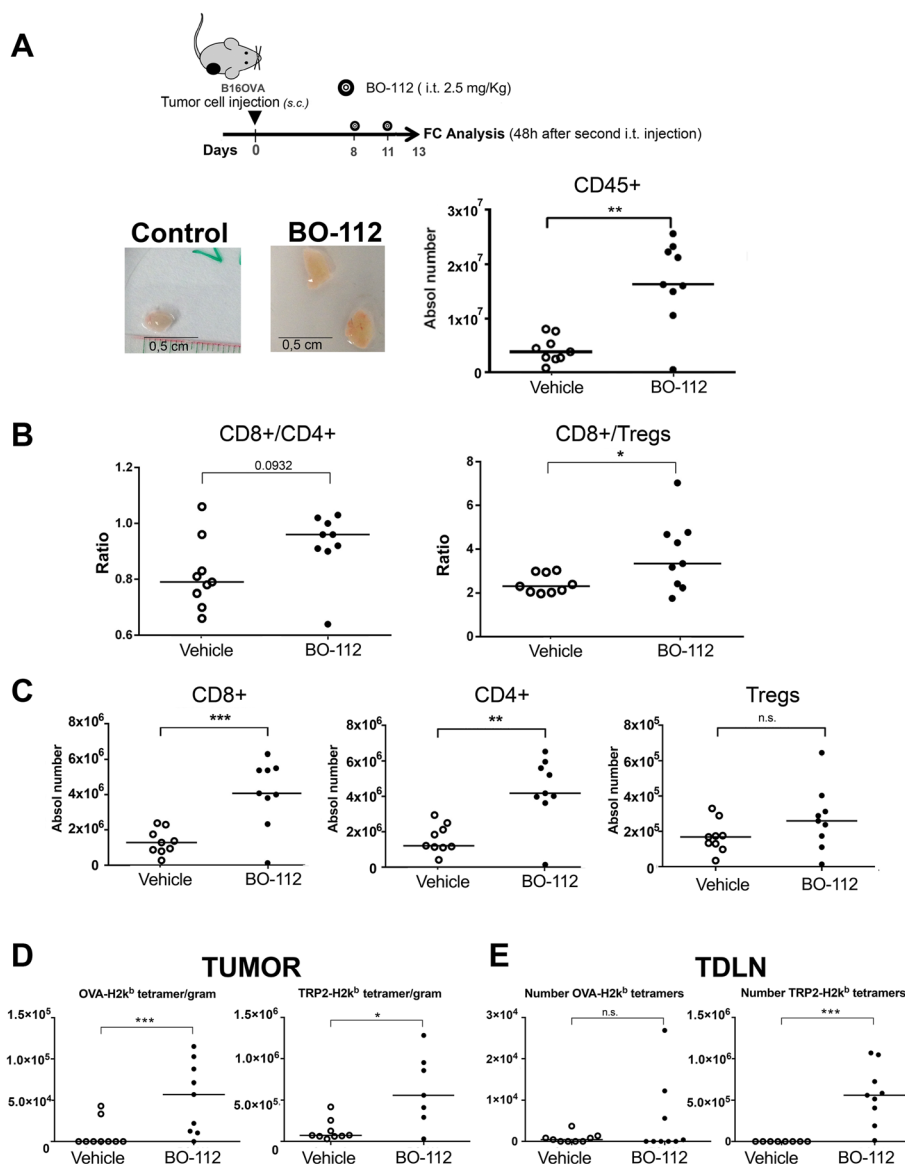 A
B16OVA
Tumor cell injection (s.c.)
BO-112 ( i.t. 2.5 mg/Kg)
FC Analysis (48h after second i.t. injection)
Days
0
8
11
13
Control
BO-112
0,5 cm
0,5 cm
CD45+
**
Absol number
3x10⁷
2x10⁷
1x10⁷
0
Vehicle
BO-112
B
CD8+/CD4+
0.0932
Ratio
1.2
1.0
0.8
0.6
Vehicle
BO-112
CD8+/Tregs
*
Ratio
8
6
4
2
0
Vehicle
BO-112
C
CD8+
***
Absol number
8x10⁶
6x10⁶
4x10⁶
2x10⁶
0
Vehicle
BO-112
CD4+
**
Absol number
8x10⁶
6x10⁶
4x10⁶
2x10⁶
0
Vehicle
BO-112
Tregs
n.s.
Absol number
8x10⁵
6x10⁵
4x10⁵
2x10⁵
0
Vehicle
BO-112
D
TUMOR
OVA-H2kᵇ tetramer/gram
***
1.5×10⁵
1.0×10⁵
5.0×10⁴
0
Vehicle
BO-112
TRP2-H2kᵇ tetramer/gram
*
1.5×10⁶
1.0×10⁶
5.0×10⁵
0
Vehicle
BO-112
E
TDLN
Number OVA-H2kᵇ tetramers
n.s.
3×10⁴
2×10⁴
1×10⁴
0
Vehicle
BO-112
Number TRP2-H2kᵇ tetramers
***
1.5×10⁶
1.0×10⁶
5.0×10⁵
0
Vehicle
BO-112